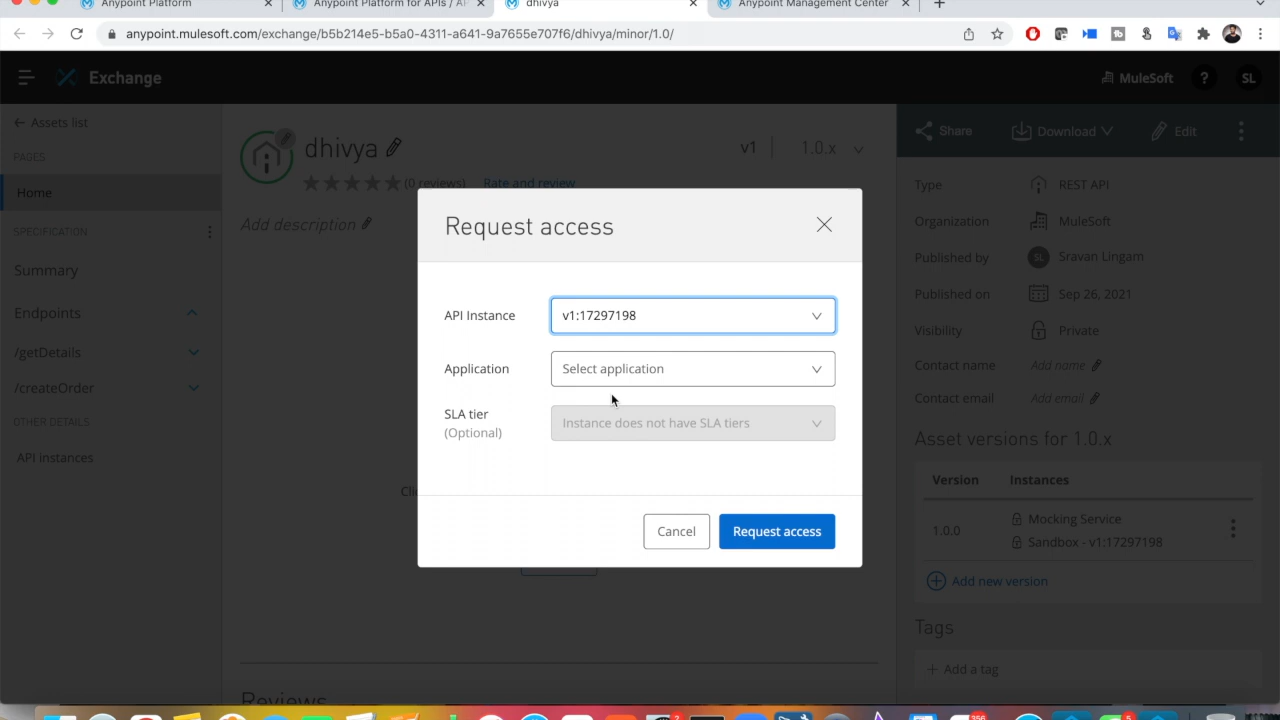 Anypoint Platform
Anypoint Platform for APIs / AP
dhivya
Anypoint Management Center
anypoint.mulesoft.com/exchange/b5b214e5-b5a0-4311-a641-9a7655e707f6/dhivya/minor/1.0/
Exchange
MuleSoft
?
SL
← Assets list
PAGES
Home
SPECIFICATION
Summary
Endpoints
/getDetails
/createOrder
OTHER DETAILS
API instances
dhivya
v1
1.0.x
(0 reviews)
Rate and review
Add description
Request access
API Instance
v1:17297198
Application
Select application
SLA tier
(Optional)
Instance does not have SLA tiers
Cancel
Request access
Reviews
Share
Download
Edit
Type
REST API
Organization
MuleSoft
Published by
SL
Sravan Lingam
Published on
Sep 26, 2021
Visibility
Private
Contact name
Add name
Contact email
Add email
Asset versions for 1.0.x
Version
Instances
1.0.0
Mocking Service
Sandbox - v1:17297198
Add new version
Tags
+ Add a tag
2
356
5